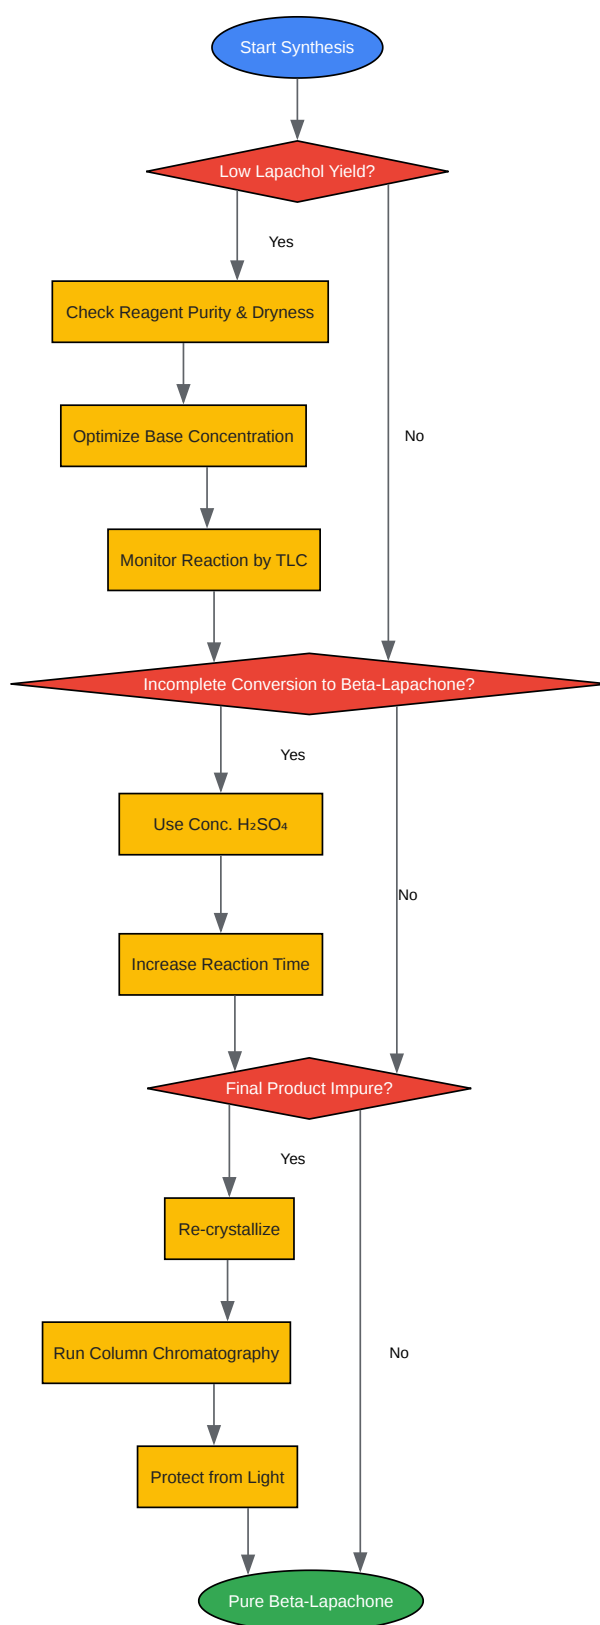 Start Synthesis
Low Lapachol Yield?
Yes
Check Reagent Purity & Dryness
Optimize Base Concentration
No
Monitor Reaction by TLC
Incomplete Conversion to Beta-Lapachone?
Yes
Use Conc. H₂SO₄
No
Increase Reaction Time
Final Product Impure?
Yes
Re-crystallize
Run Column Chromatography
No
Protect from Light
Pure Beta-Lapachone